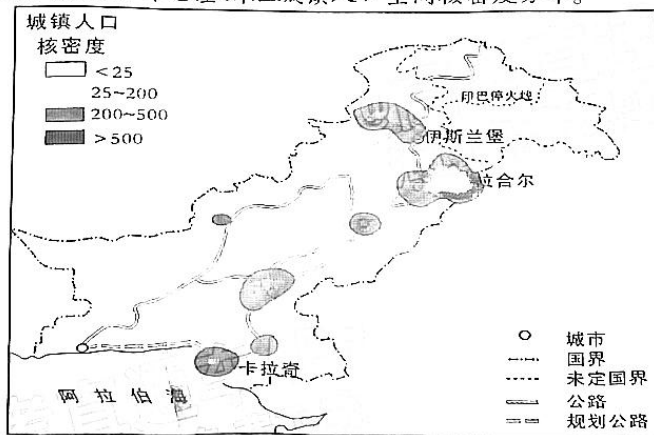 城镇人口
核密度
<25
25~200
200~500
>500
印巴停火线
伊斯兰堡
拉合尔
卡拉奇
阿拉伯海
城市
国界
未定国界
公路
规划公路